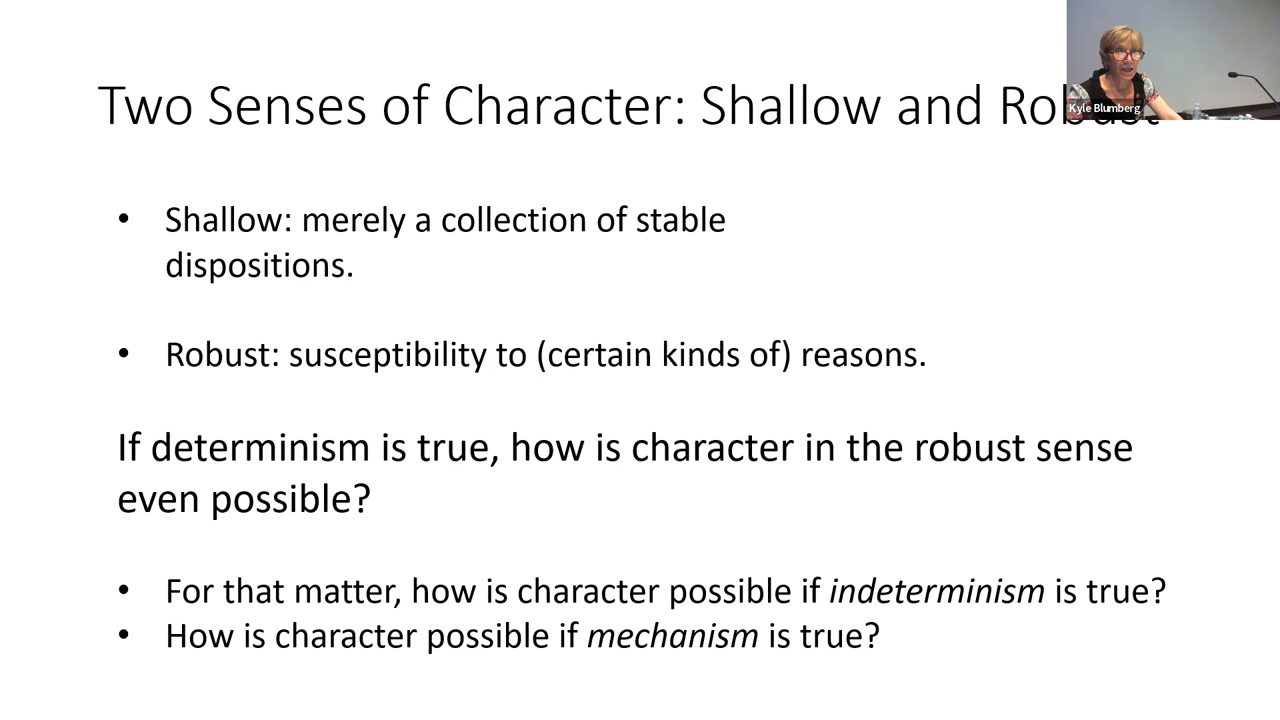 Two Senses of Character: Shallow and Robust
Kyle Blumberg
• Shallow: merely a collection of stable
dispositions.
• Robust: susceptibility to (certain kinds of) reasons.
If determinism is true, how is character in the robust sense
even possible?
• For that matter, how is character possible if indeterminism is true?
• How is character possible if mechanism is true?